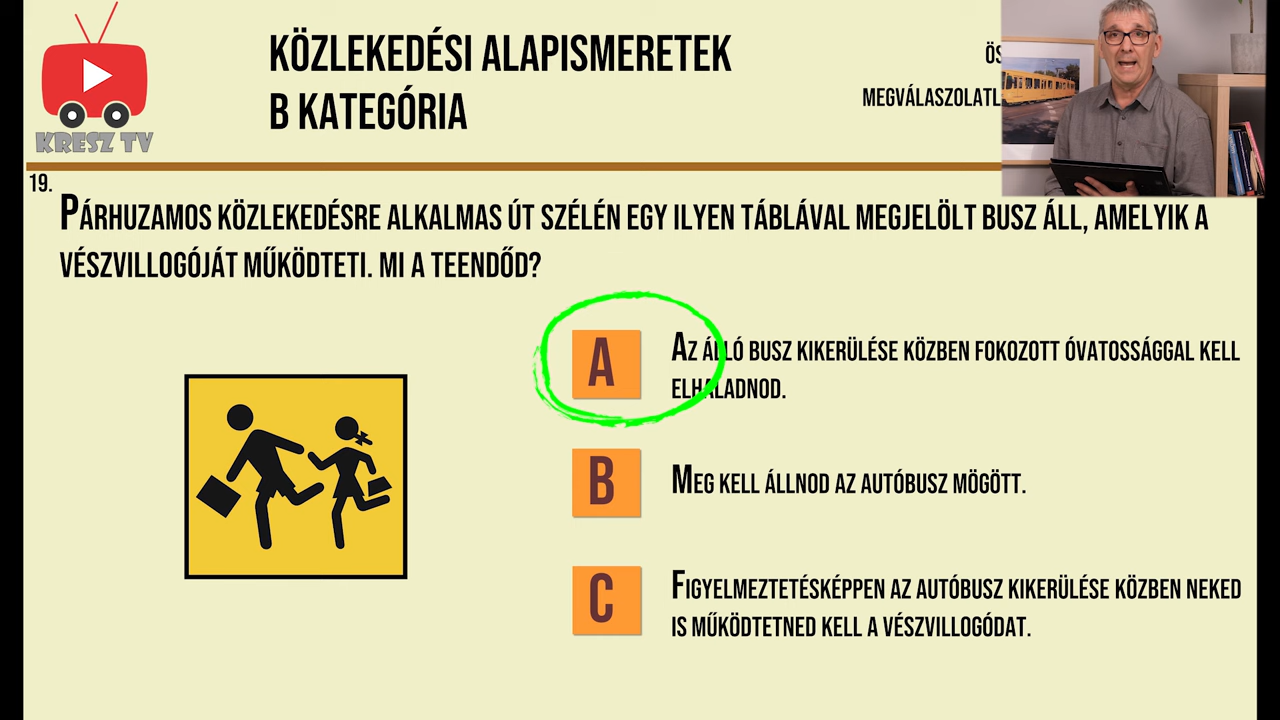 KRESZ TV
KÖZLEKEDÉSI ALAPISMERETEK
B KATEGÓRIA
ÖS
MEGVÁLASZOLATL
19.
PÁRHUZAMOS KÖZLEKEDÉSRE ALKALMAS ÚT SZÉLÉN EGY ILYEN TÁBLÁVAL MEGJELÖLT BUSZ ÁLL, AMELYIK A
VÉSZVILLOGÓJÁT MŰKÖDTETI. MI A TEENDŐD?
A
AZ ÁLLÓ BUSZ KIKERÜLÉSE KÖZBEN FOKOZOTT ÓVATOSSÁGGAL KELL
ELHALADNOD.
B
MEG KELL ÁLLNOD AZ AUTÓBUSZ MÖGÖTT.
C
FIGYELMEZTETÉSKÉPPEN AZ AUTÓBUSZ KIKERÜLÉSE KÖZBEN NEKED
IS MŰKÖDTETNED KELL A VÉSZVILLOGÓDAT.